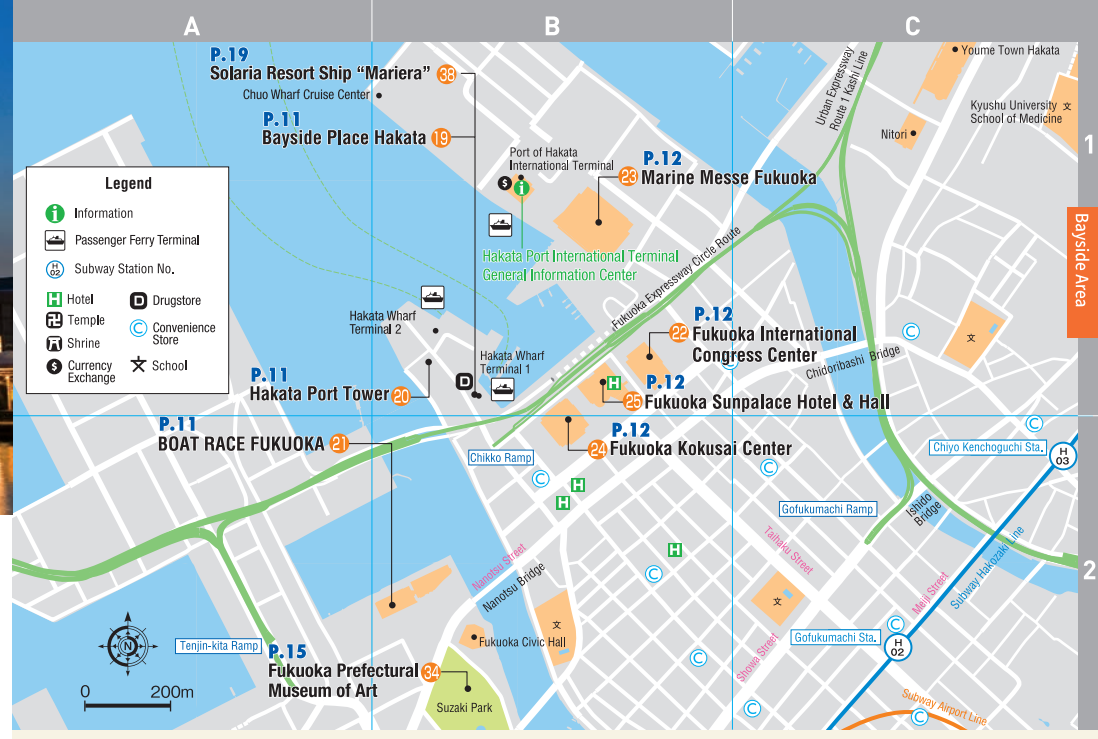 A
B
C
1
2
Bayside Area
P.19
Solaria Resort Ship “Mariera” 38
Chuo Wharf Cruise Center
P.11
Bayside Place Hakata 19
Port of Hakata
International Terminal
$
i
P.12
23 Marine Messe Fukuoka
Hakata Port International Terminal
General Information Center
Urban Expressway
Route 1 Kashi Line
Youme Town Hakata
Kyushu University
School of Medicine
文
Nitori
Legend
i Information
Passenger Ferry Terminal
H
02
Subway Station No.
H Hotel
D Drugstore
Temple
C Convenience
Store
Shrine
$ Currency
Exchange
文 School
Fukuoka Expressway Circle Route
Hakata Wharf
Terminal 2
Hakata Wharf
Terminal 1
D
P.11
Hakata Port Tower 20
P.12
22 Fukuoka International
Congress Center
C
Chidoribashi Bridge
C
文
H
P.12
25 Fukuoka Sunpalace Hotel & Hall
P.11
BOAT RACE FUKUOKA 21
P.12
24 Fukuoka Kokusai Center
Chikko Ramp
C
H
H
C
C
Chiyo Kenchoguchi Sta.
H
03
Gofukumachi Ramp
Ishido
Bridge
H
C
Nanotsu Street
Nanotsu Bridge
Taihaku Street
Meiji Street
Subway Hakozaki Line
文
文
Fukuoka Civic Hall
C
Gofukumachi Sta.
H
02
C
Showa Street
N
Tenjin-kita Ramp
P.15
Fukuoka Prefectural
Museum of Art
34
Suzaki Park
0
200m
C
Subway Airport Line
C